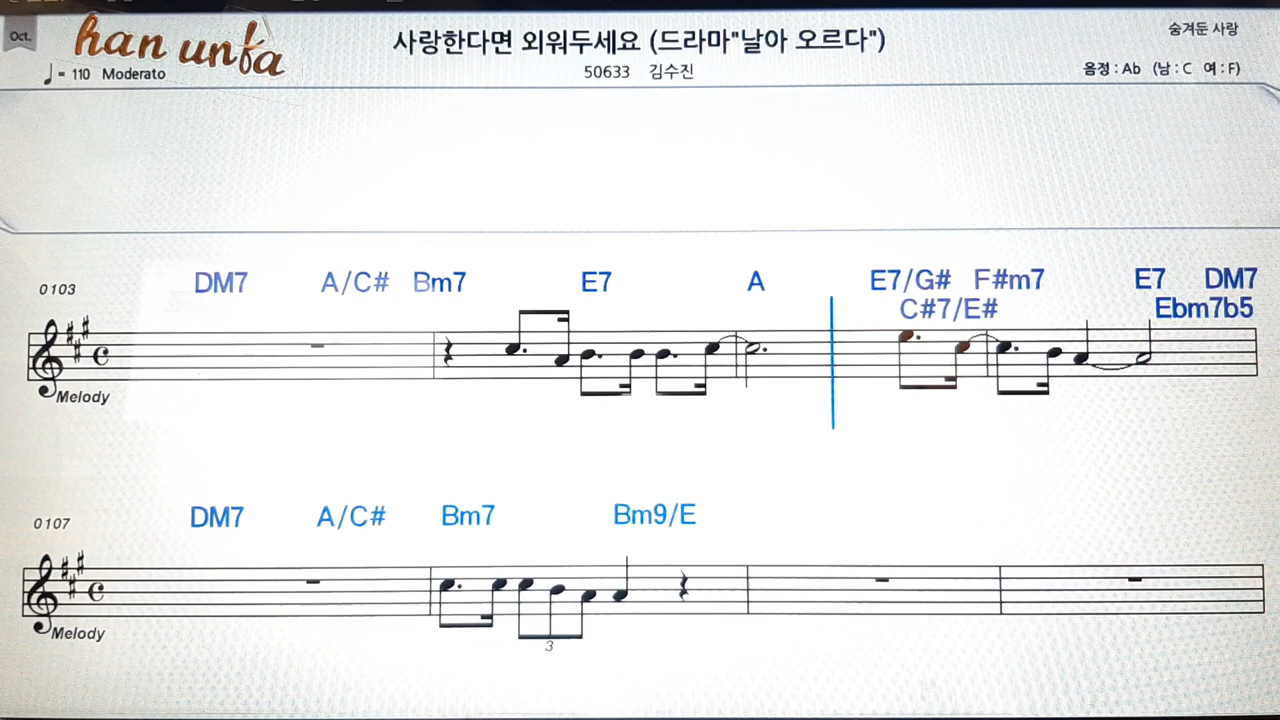 Oct.
han unfa
사랑한다면 외워두세요 (드라마"날아 오르다")
숨겨둔 사랑
♩= 110 Moderato
50633 김수진
음정 : Ab (남 : C 여 : F)
DM7 A/C# Bm7 E7 A E7/G# F#m7 E7 DM7
0103
C#7/E# Ebm7b5
Melody
DM7 A/C# Bm7 Bm9/E
0107
Melody
3